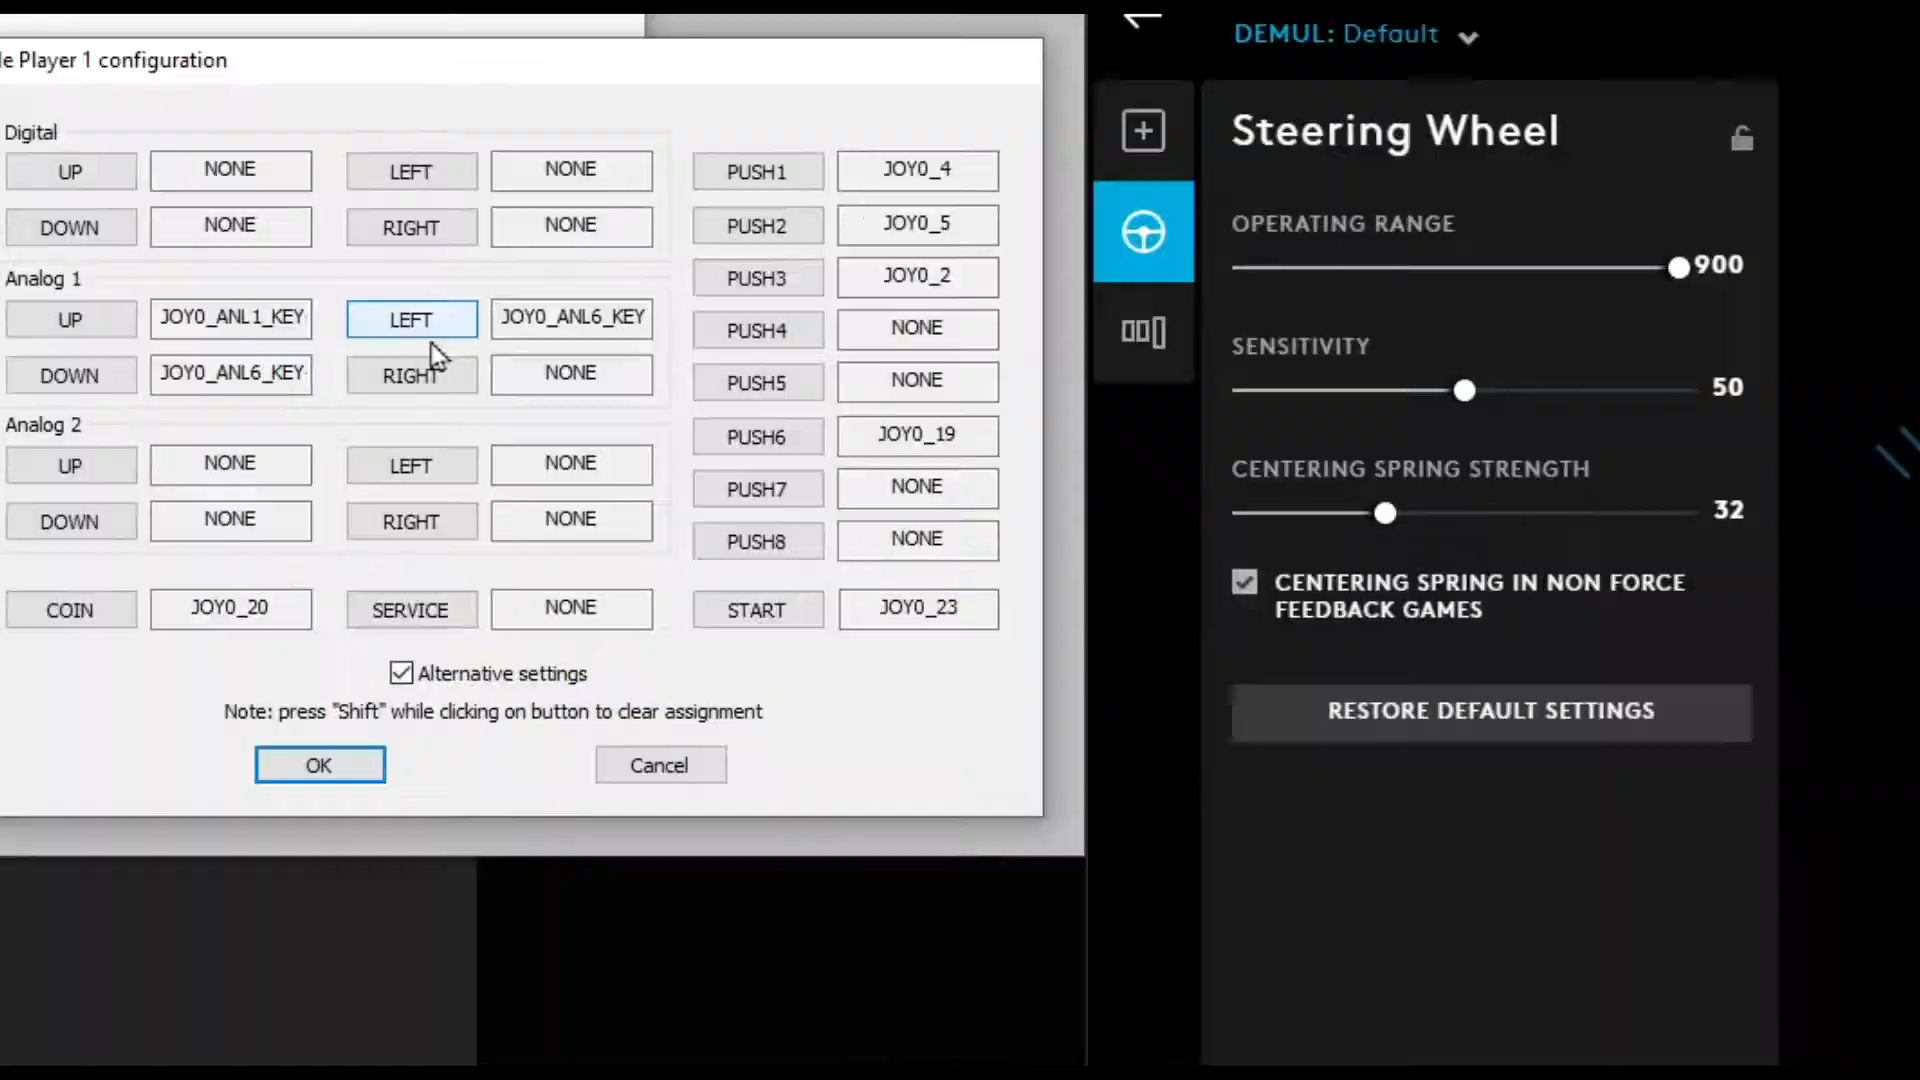 le Player 1 configuration
Digital
UP NONE LEFT NONE
DOWN NONE RIGHT NONE
Analog 1
UP JOY0_ANL1_KEY LEFT JOY0_ANL6_KEY
DOWN JOY0_ANL6_KEY RIGHT NONE
Analog 2
UP NONE LEFT NONE
DOWN NONE RIGHT NONE
PUSH1 JOY0_4
PUSH2 JOY0_5
PUSH3 JOY0_2
PUSH4 NONE
PUSH5 NONE
PUSH6 JOY0_19
PUSH7 NONE
PUSH8 NONE
COIN JOY0_20 SERVICE NONE START JOY0_23
Alternative settings
Note: press "Shift" while clicking on button to clear assignment
OK Cancel
DEMUL: Default
Steering Wheel
OPERATING RANGE
900
SENSITIVITY
50
CENTERING SPRING STRENGTH
32
CENTERING SPRING IN NON FORCE
FEEDBACK GAMES
RESTORE DEFAULT SETTINGS